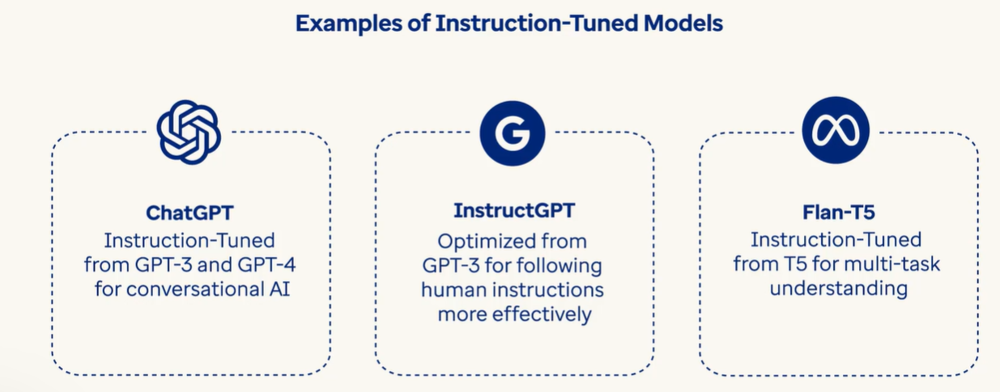 Examples of Instruction-Tuned Models
G
ChatGPT
Instruction-Tuned
from GPT-3 and GPT-4
for conversational AI
InstructGPT
Optimized from
GPT-3 for following
human instructions
more effectively
Flan-T5
Instruction-Tuned
from T5 for multi-task
understanding